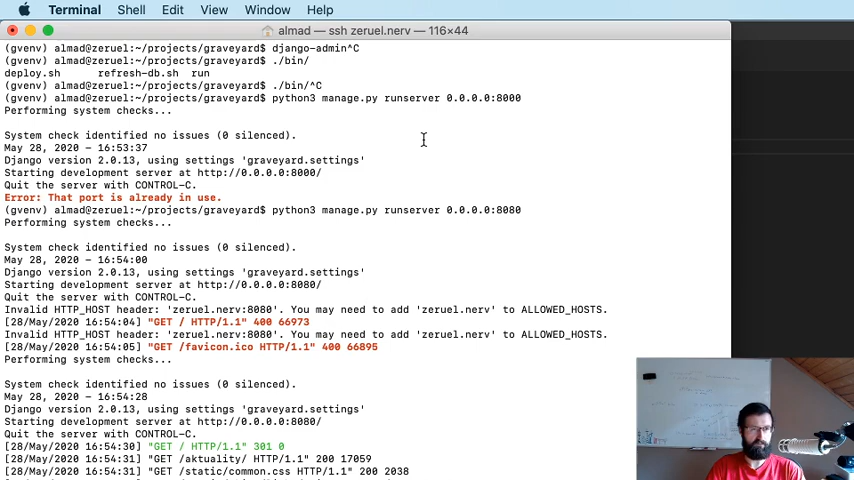 Terminal Shell Edit View Window Help
almad — ssh zeruel.nerv — 116×44
(gvenv) almad@zeruel:~/projects/graveyard$ django-admin^C
(gvenv) almad@zeruel:~/projects/graveyard$ ./bin/
deploy.sh refresh-db.sh run
(gvenv) almad@zeruel:~/projects/graveyard$ ./bin/^C
(gvenv) almad@zeruel:~/projects/graveyard$ python3 manage.py runserver 0.0.0.0:8000
Performing system checks...
System check identified no issues (0 silenced).
May 28, 2020 - 16:53:37
Django version 2.0.13, using settings 'graveyard.settings'
Starting development server at http://0.0.0.0:8000/
Quit the server with CONTROL-C.
Error: That port is already in use.
(gvenv) almad@zeruel:~/projects/graveyard$ python3 manage.py runserver 0.0.0.0:8080
Performing system checks...
System check identified no issues (0 silenced).
May 28, 2020 - 16:54:00
Django version 2.0.13, using settings 'graveyard.settings'
Starting development server at http://0.0.0.0:8080/
Quit the server with CONTROL-C.
Invalid HTTP_HOST header: 'zeruel.nerv:8080'. You may need to add 'zeruel.nerv' to ALLOWED_HOSTS.
[28/May/2020 16:54:04] "GET / HTTP/1.1" 400 66973
Invalid HTTP_HOST header: 'zeruel.nerv:8080'. You may need to add 'zeruel.nerv' to ALLOWED_HOSTS.
[28/May/2020 16:54:05] "GET /favicon.ico HTTP/1.1" 400 66895
Performing system checks...
System check identified no issues (0 silenced).
May 28, 2020 - 16:54:28
Django version 2.0.13, using settings 'graveyard.settings'
Starting development server at http://0.0.0.0:8080/
Quit the server with CONTROL-C.
[28/May/2020 16:54:30] "GET / HTTP/1.1" 301 0
[28/May/2020 16:54:31] "GET /aktuality/ HTTP/1.1" 200 17059
[28/May/2020 16:54:31] "GET /static/common.css HTTP/1.1" 200 2038